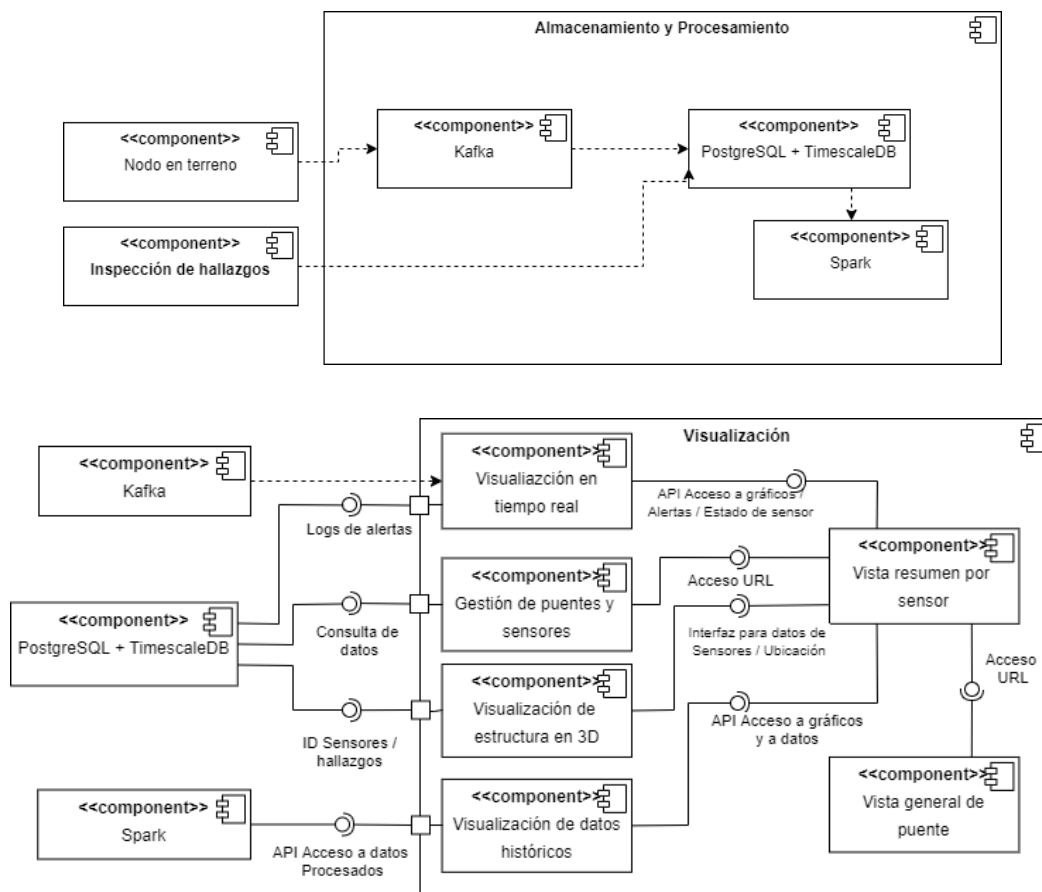 Almacenamiento y Procesamiento
<<component>>
Nodo en terreno
<<component>>
Kafka
<<component>>
PostgreSQL + TimescaleDB
<<component>>
Inspección de hallazgos
<<component>>
Spark
Visualización
<<component>>
Kafka
<<component>>
Visualiazción en
tiempo real
API Acceso a gráficos /
Alertas / Estado de sensor
Logs de alertas
<<component>>
Gestión de puentes y
sensores
Acceso URL
<<component>>
Vista resumen por
sensor
<<component>>
PostgreSQL + TimescaleDB
Consulta de
datos
Interfaz para datos de
Sensores / Ubicación
<<component>>
Visualización de
estructura en 3D
Acceso
URL
ID Sensores /
hallazgos
API Acceso a gráficos
y a datos
<<component>>
Spark
API Acceso a datos
Procesados
<<component>>
Visualización de datos
históricos
<<component>>
Vista general de
puente